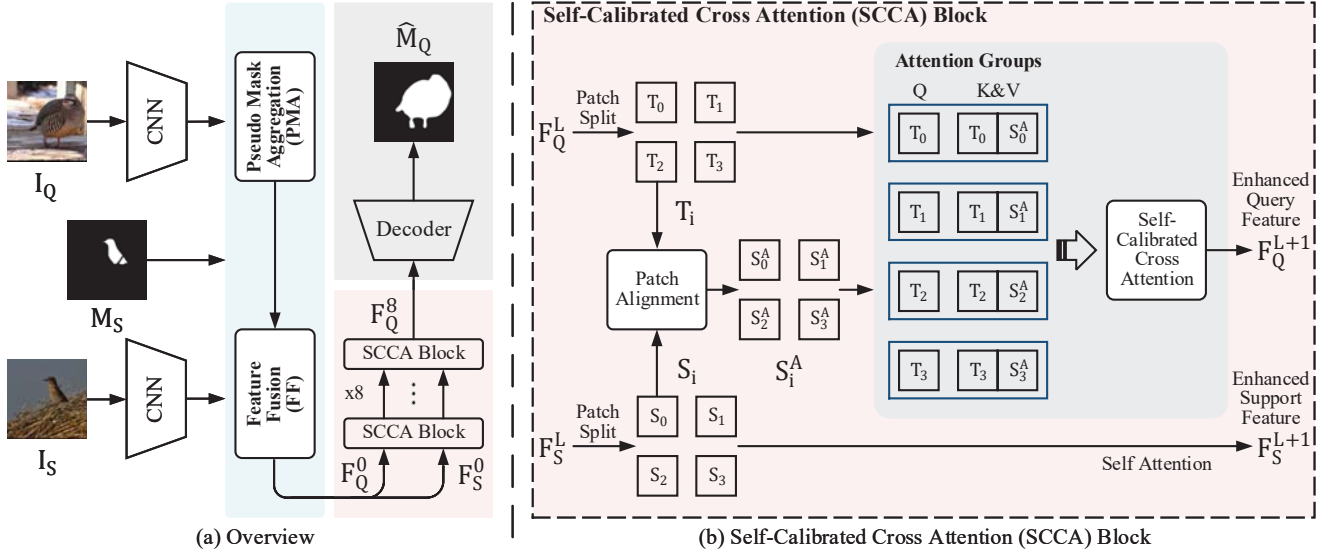 I_Q
CNN
M_S
I_S
CNN
Pseudo Mask
Aggregation
(PMA)
Feature
Fusion
(FF)
M̂_Q
Decoder
F_Q^8
SCCA Block
x8
⋮
SCCA Block
F_Q^0
F_S^0
(a) Overview
Self-Calibrated Cross Attention (SCCA) Block
F_Q^L
Patch
Split
T_0 T_1
T_2 T_3
T_i
Patch
Alignment
S_0^A S_1^A
S_2^A S_3^A
S_i^A
S_i
F_S^L
Patch
Split
S_0 S_1
S_2 S_3
Attention Groups
Q K&V
T_0 T_0 S_0^A
T_1 T_1 S_1^A
T_2 T_2 S_2^A
T_3 T_3 S_3^A
Self-
Calibrated
Cross
Attention
Enhanced
Query
Feature
F_Q^{L+1}
Enhanced
Support
Feature
F_S^{L+1}
Self Attention
(b) Self-Calibrated Cross Attention (SCCA) Block